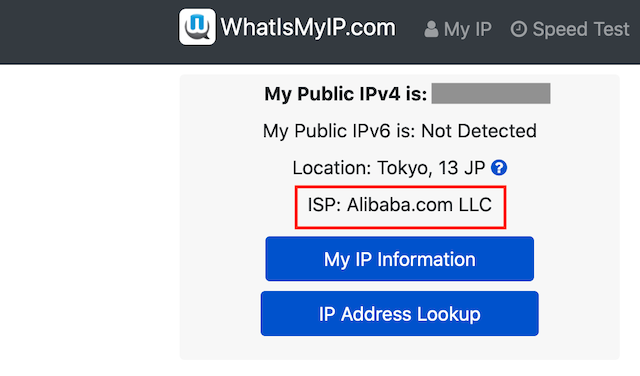 WhatIsMyIP.com My IP Speed Test
My Public IPv4 is:
My Public IPv6 is: Not Detected
Location: Tokyo, 13 JP ?
ISP: Alibaba.com LLC
My IP Information
IP Address Lookup